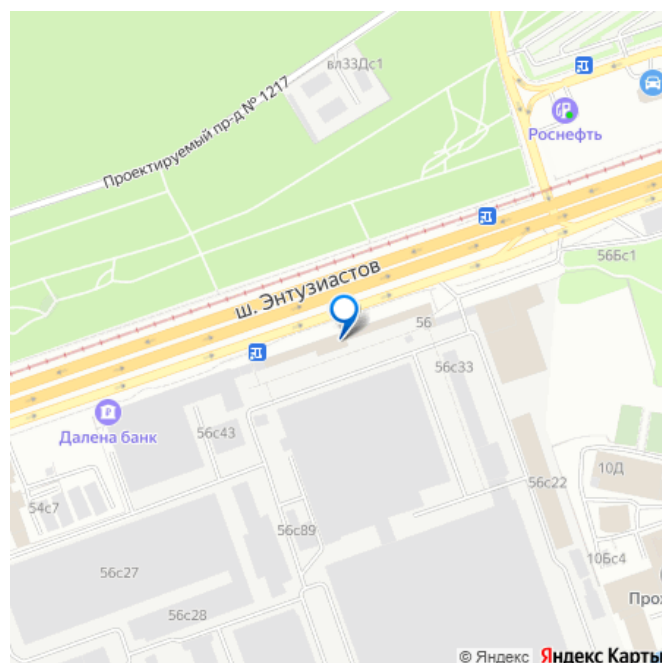 вл33Дс1
Проектируемый пр-д № 1217
Роснефть
56Бс1
ш. Энтузиастов
56
56с33
Далена банк
56с43
54с7
56с22
10Д
56с89
10Бс4
56с27
56с28
Прох
© Яндекс Яндекс Карты